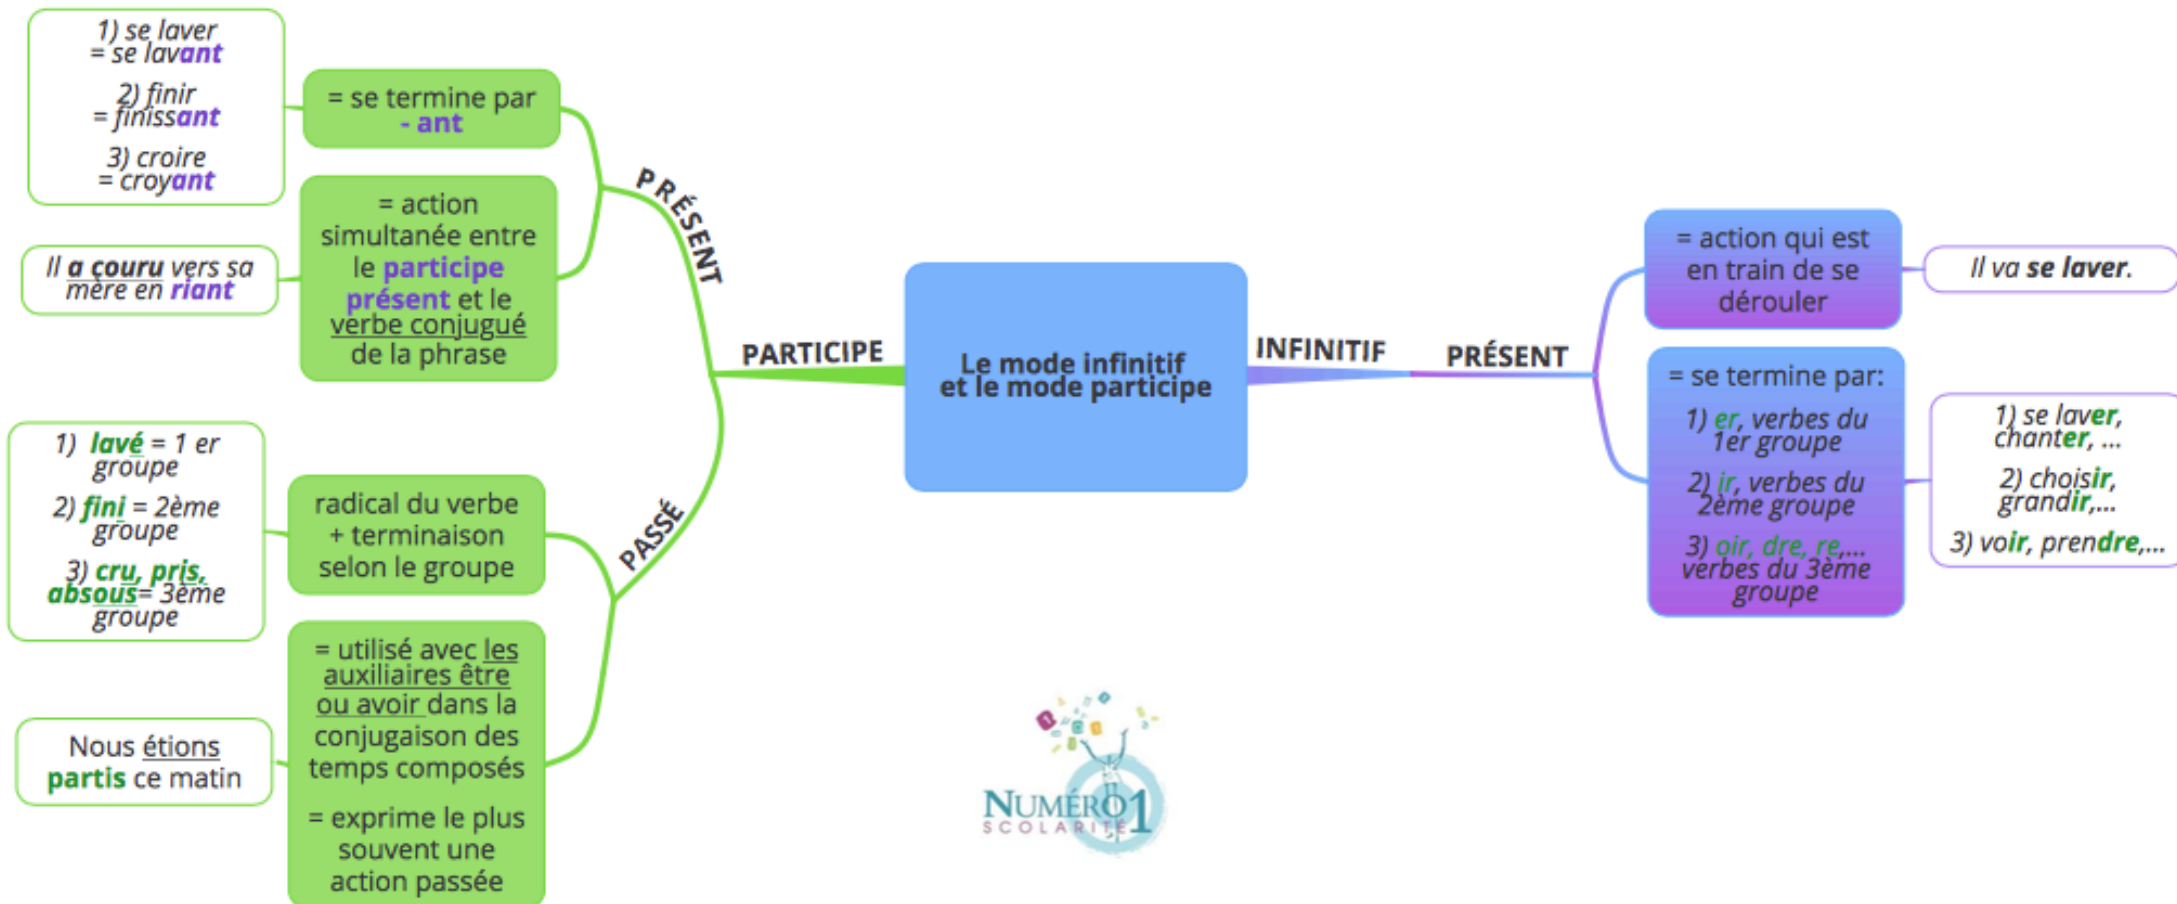 1) se laver
= se lavant
2) finir
= finissant
3) croire
= croyant
= se termine par
- ant
PRÉSENT
= action
simultanée entre
le participe
présent et le
verbe conjugué
de la phrase
Il a couru vers sa
mère en riant
PARTICIPE
1) lavé = 1 er
groupe
2) fini = 2ème
groupe
3) cru, pris,
absous= 3ème
groupe
radical du verbe
+ terminaison
selon le groupe
PASSÉ
= utilisé avec les
auxiliaires être
ou avoir dans la
conjugaison des
temps composés
= exprime le plus
souvent une
action passée
Nous étions
partis ce matin
Le mode infinitif
et le mode participe
INFINITIF
PRÉSENT
= action qui est
en train de se
dérouler
Il va se laver.
= se termine par:
1) er, verbes du
1er groupe
2) ir, verbes du
2ème groupe
3) oir, dre, re,...
verbes du 3ème
groupe
1) se laver,
chanter, ...
2) choisir,
grandir,...
3) voir, prendre,...
NUMÉRO1
SCOLARITÉ